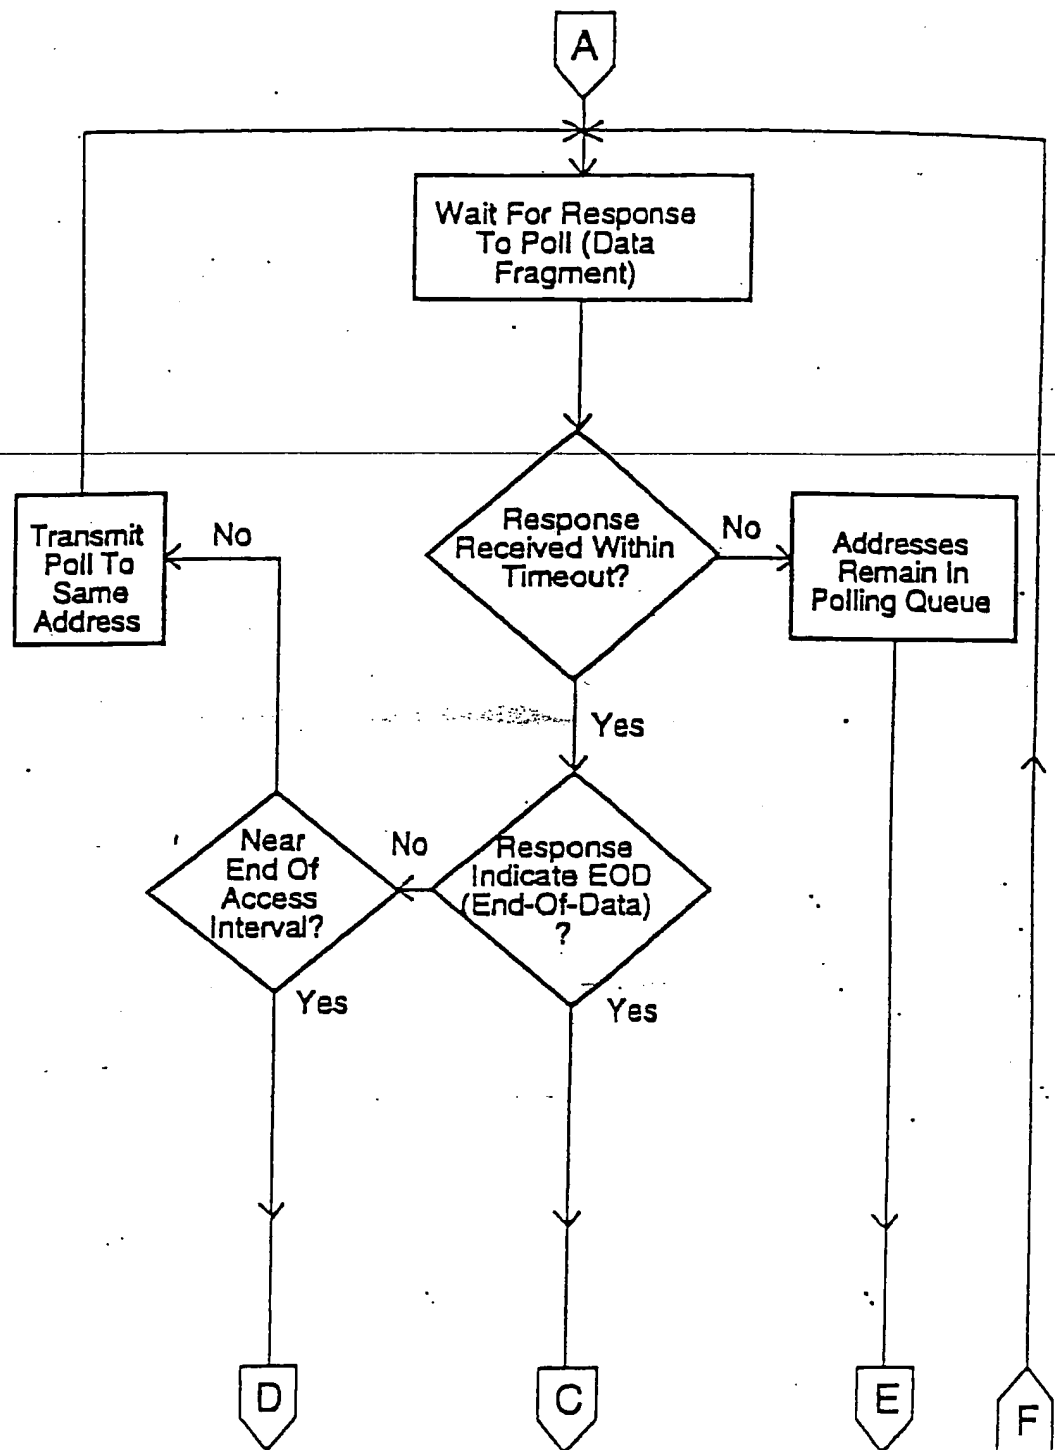 A
Wait For Response
To Poll (Data
Fragment)
Transmit
Poll To
Same
Address
No
Response
Received Within
Timeout?
No
Addresses
Remain In
Polling Queue
Yes
Near
End Of
Access
Interval?
No
Response
Indicate EOD
(End-Of-Data)
?
Yes
Yes
D
C
E
F